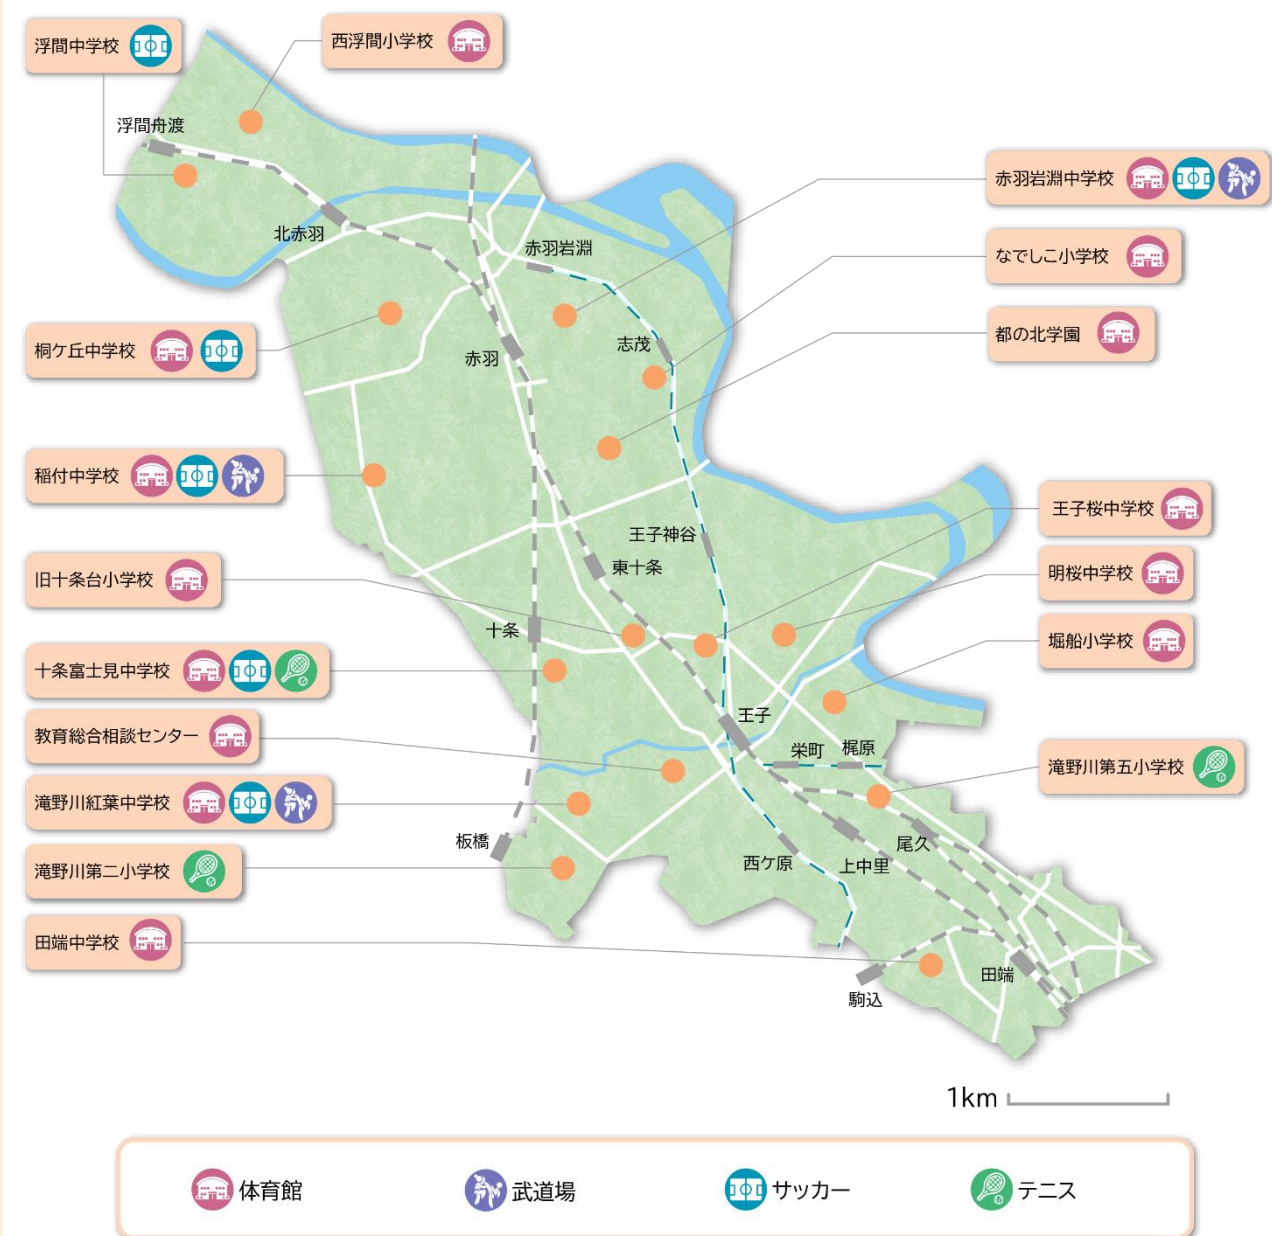 浮間中学校
西浮間小学校
浮間舟渡
赤羽岩淵中学校
北赤羽
赤羽岩淵
なでしこ小学校
桐ケ丘中学校
志茂
都の北学園
赤羽
稲付中学校
王子桜中学校
王子神谷
東十条
旧十条台小学校
明桜中学校
十条
堀船小学校
十条富士見中学校
王子
教育総合相談センター
栄町
梶原
滝野川第五小学校
滝野川紅葉中学校
板橋
尾久
西ケ原
上中里
滝野川第二小学校
田端中学校
田端
駒込
1km
体育館
武道場
サッカー
テニス